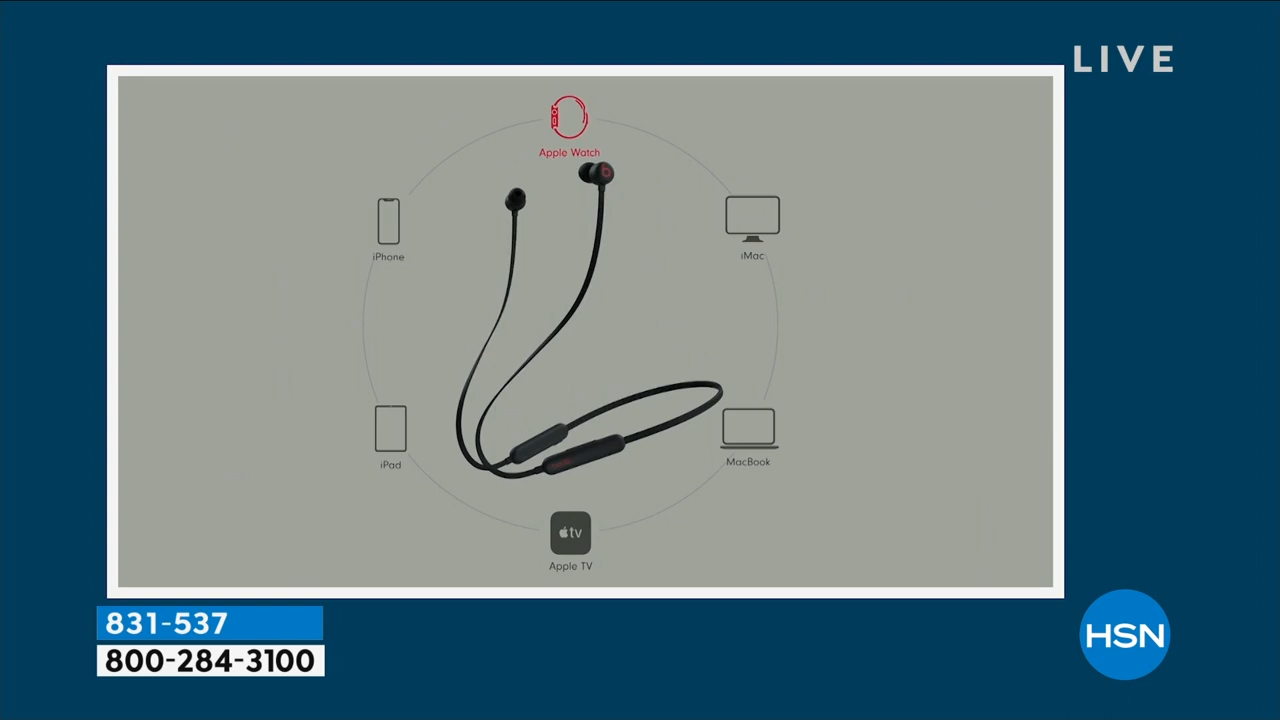 LIVE
Apple Watch
iPhone
iMac
iPad
MacBook
tv
Apple TV
831-537
800-284-3100
HSN